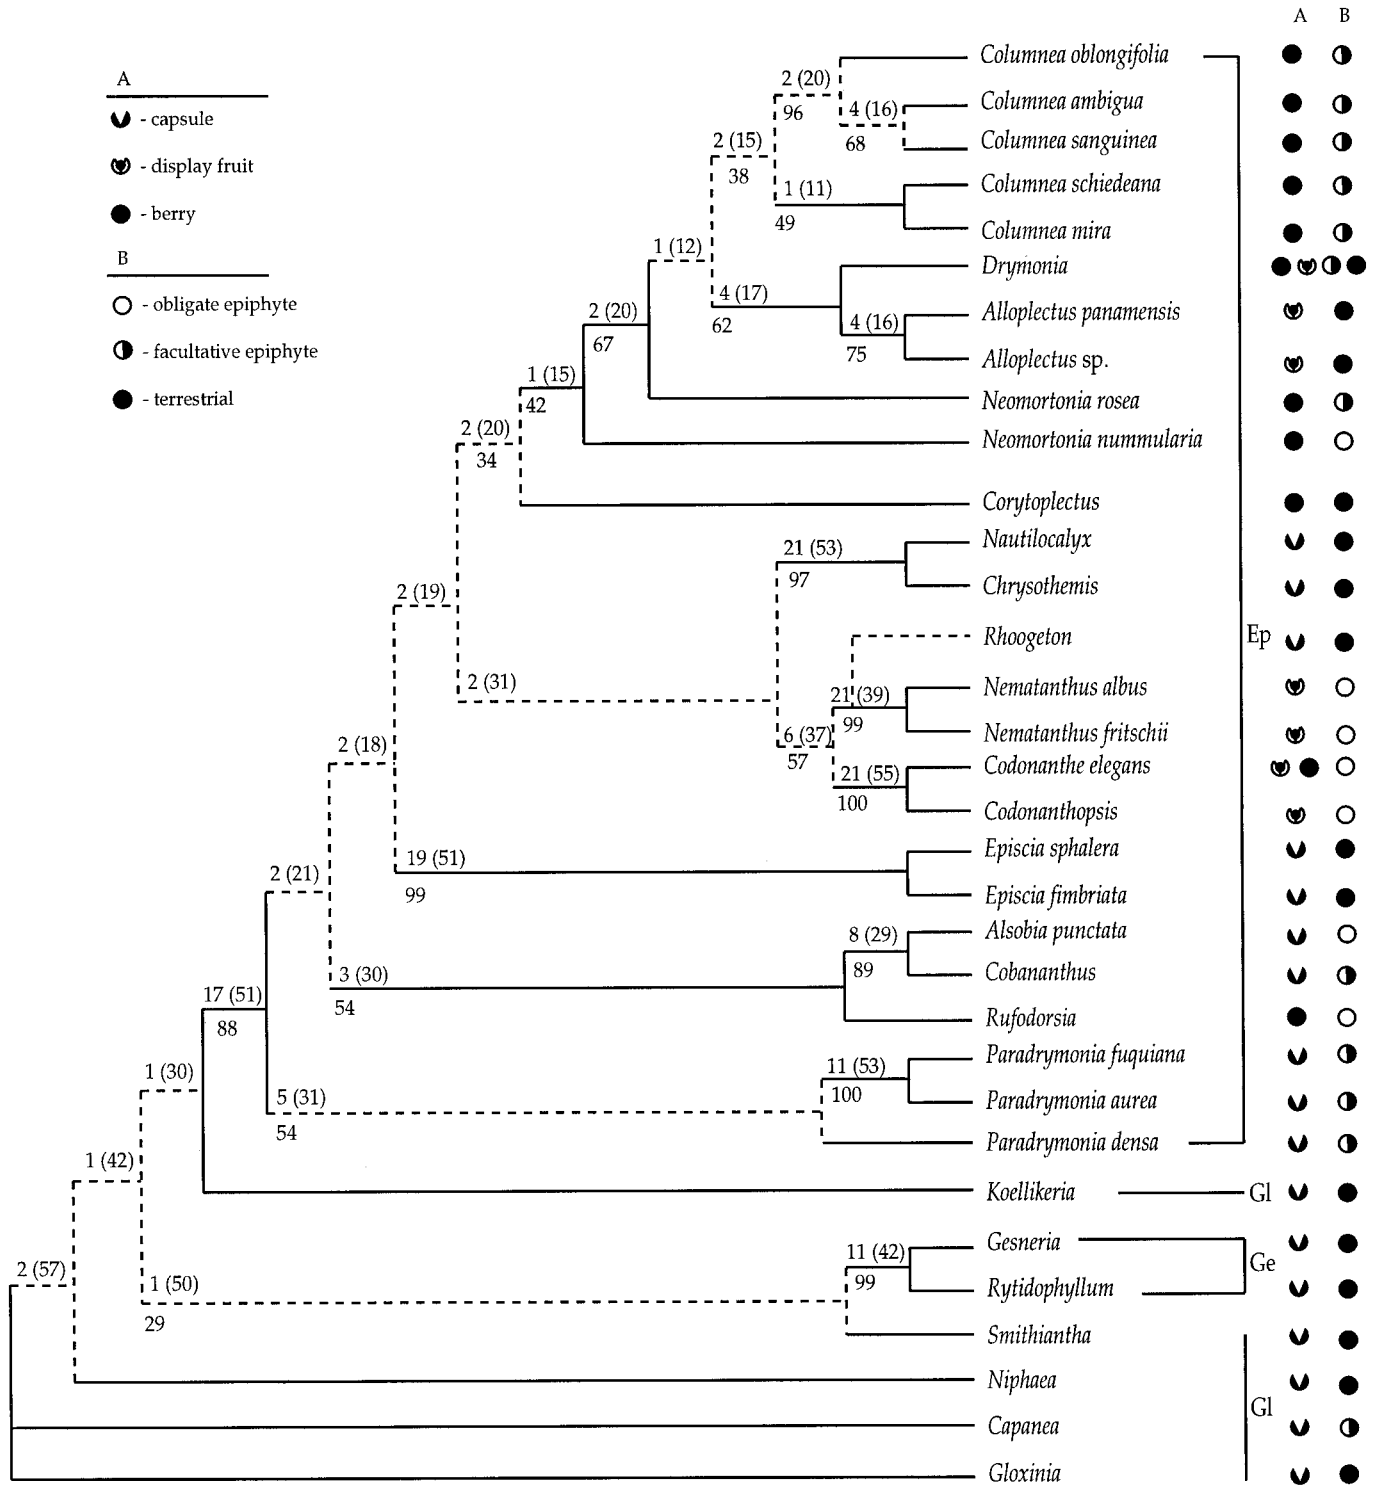 A B
A
- capsule
- display fruit
- berry
B
- obligate epiphyte
- facultative epiphyte
- terrestrial
Columnea oblongifolia
2 (20)
96
Columnea ambigua
4 (16)
68
Columnea sanguinea
2 (15)
38
Columnea schiedeana
1 (11)
49
Columnea mira
1 (12)
Drymonia
4 (17)
62
Alloplectus panamensis
4 (16)
75
2 (20)
67
Alloplectus sp.
1 (15)
42
Neomortonia rosea
2 (20)
34
Neomortonia nummularia
Corytoplectus
Nautilocalyx
21 (53)
97
Chrysothemis
2 (19)
Rhoogeton
Ep
2 (31)
Nematanthus albus
21 (39)
99
Nematanthus fritschii
6 (37)
57
2 (18)
Codonanthe elegans
21 (55)
100
Codonanthopsis
Episcia sphalera
19 (51)
99
2 (21)
Episcia fimbriata
Alsobia punctata
8 (29)
89
Cobananthus
3 (30)
54
17 (51)
88
Rufodorsia
Paradrymonia fuquiana
11 (53)
100
1 (30)
Paradrymonia aurea
5 (31)
54
Paradrymonia densa
1 (42)
Koellikeria
Gl
Gesneria
11 (42)
99
Ge
2 (57)
1 (50)
29
Rytidophyllum
Smithiantha
Niphaea
Gl
Capanea
Gloxinia